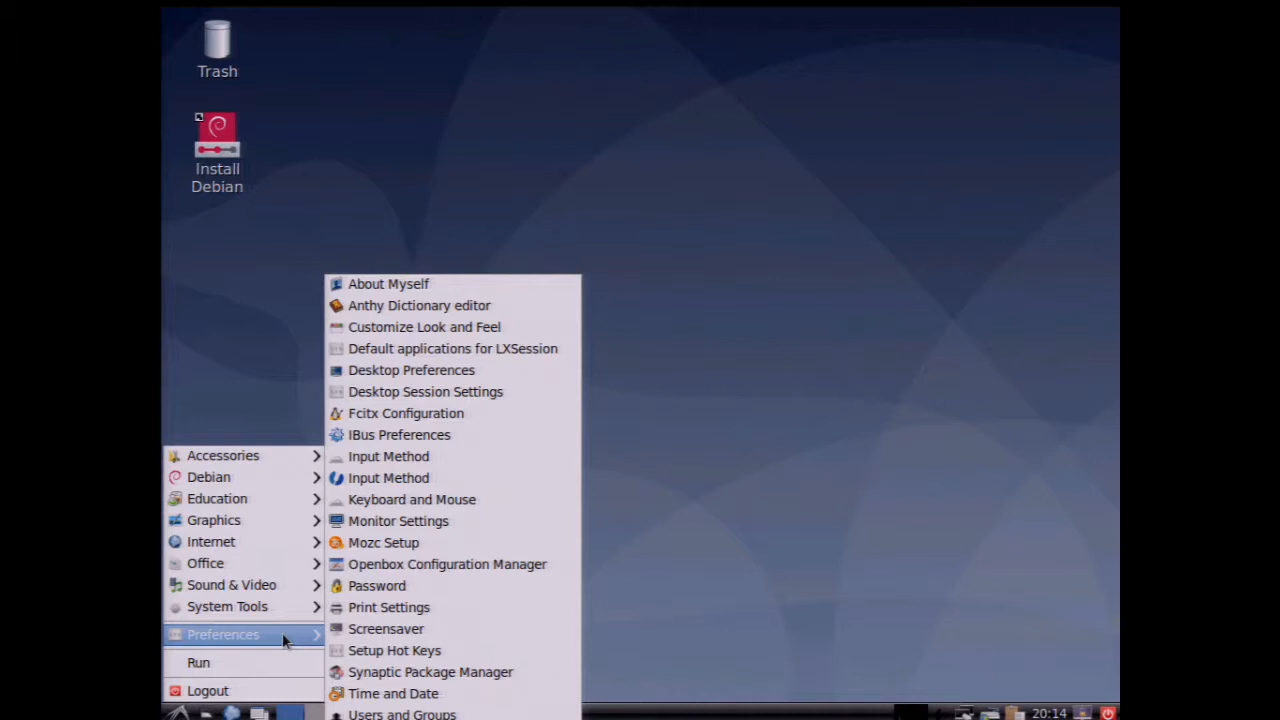 Trash
Install
Debian
About Myself
Anthy Dictionary editor
Customize Look and Feel
Default applications for LXSession
Desktop Preferences
Desktop Session Settings
Fcitx Configuration
IBus Preferences
Input Method
Input Method
Keyboard and Mouse
Monitor Settings
Mozc Setup
Openbox Configuration Manager
Password
Print Settings
Screensaver
Setup Hot Keys
Synaptic Package Manager
Time and Date
Users and Groups
Accessories
Debian
Education
Graphics
Internet
Office
Sound & Video
System Tools
Preferences
Run
Logout
20:14